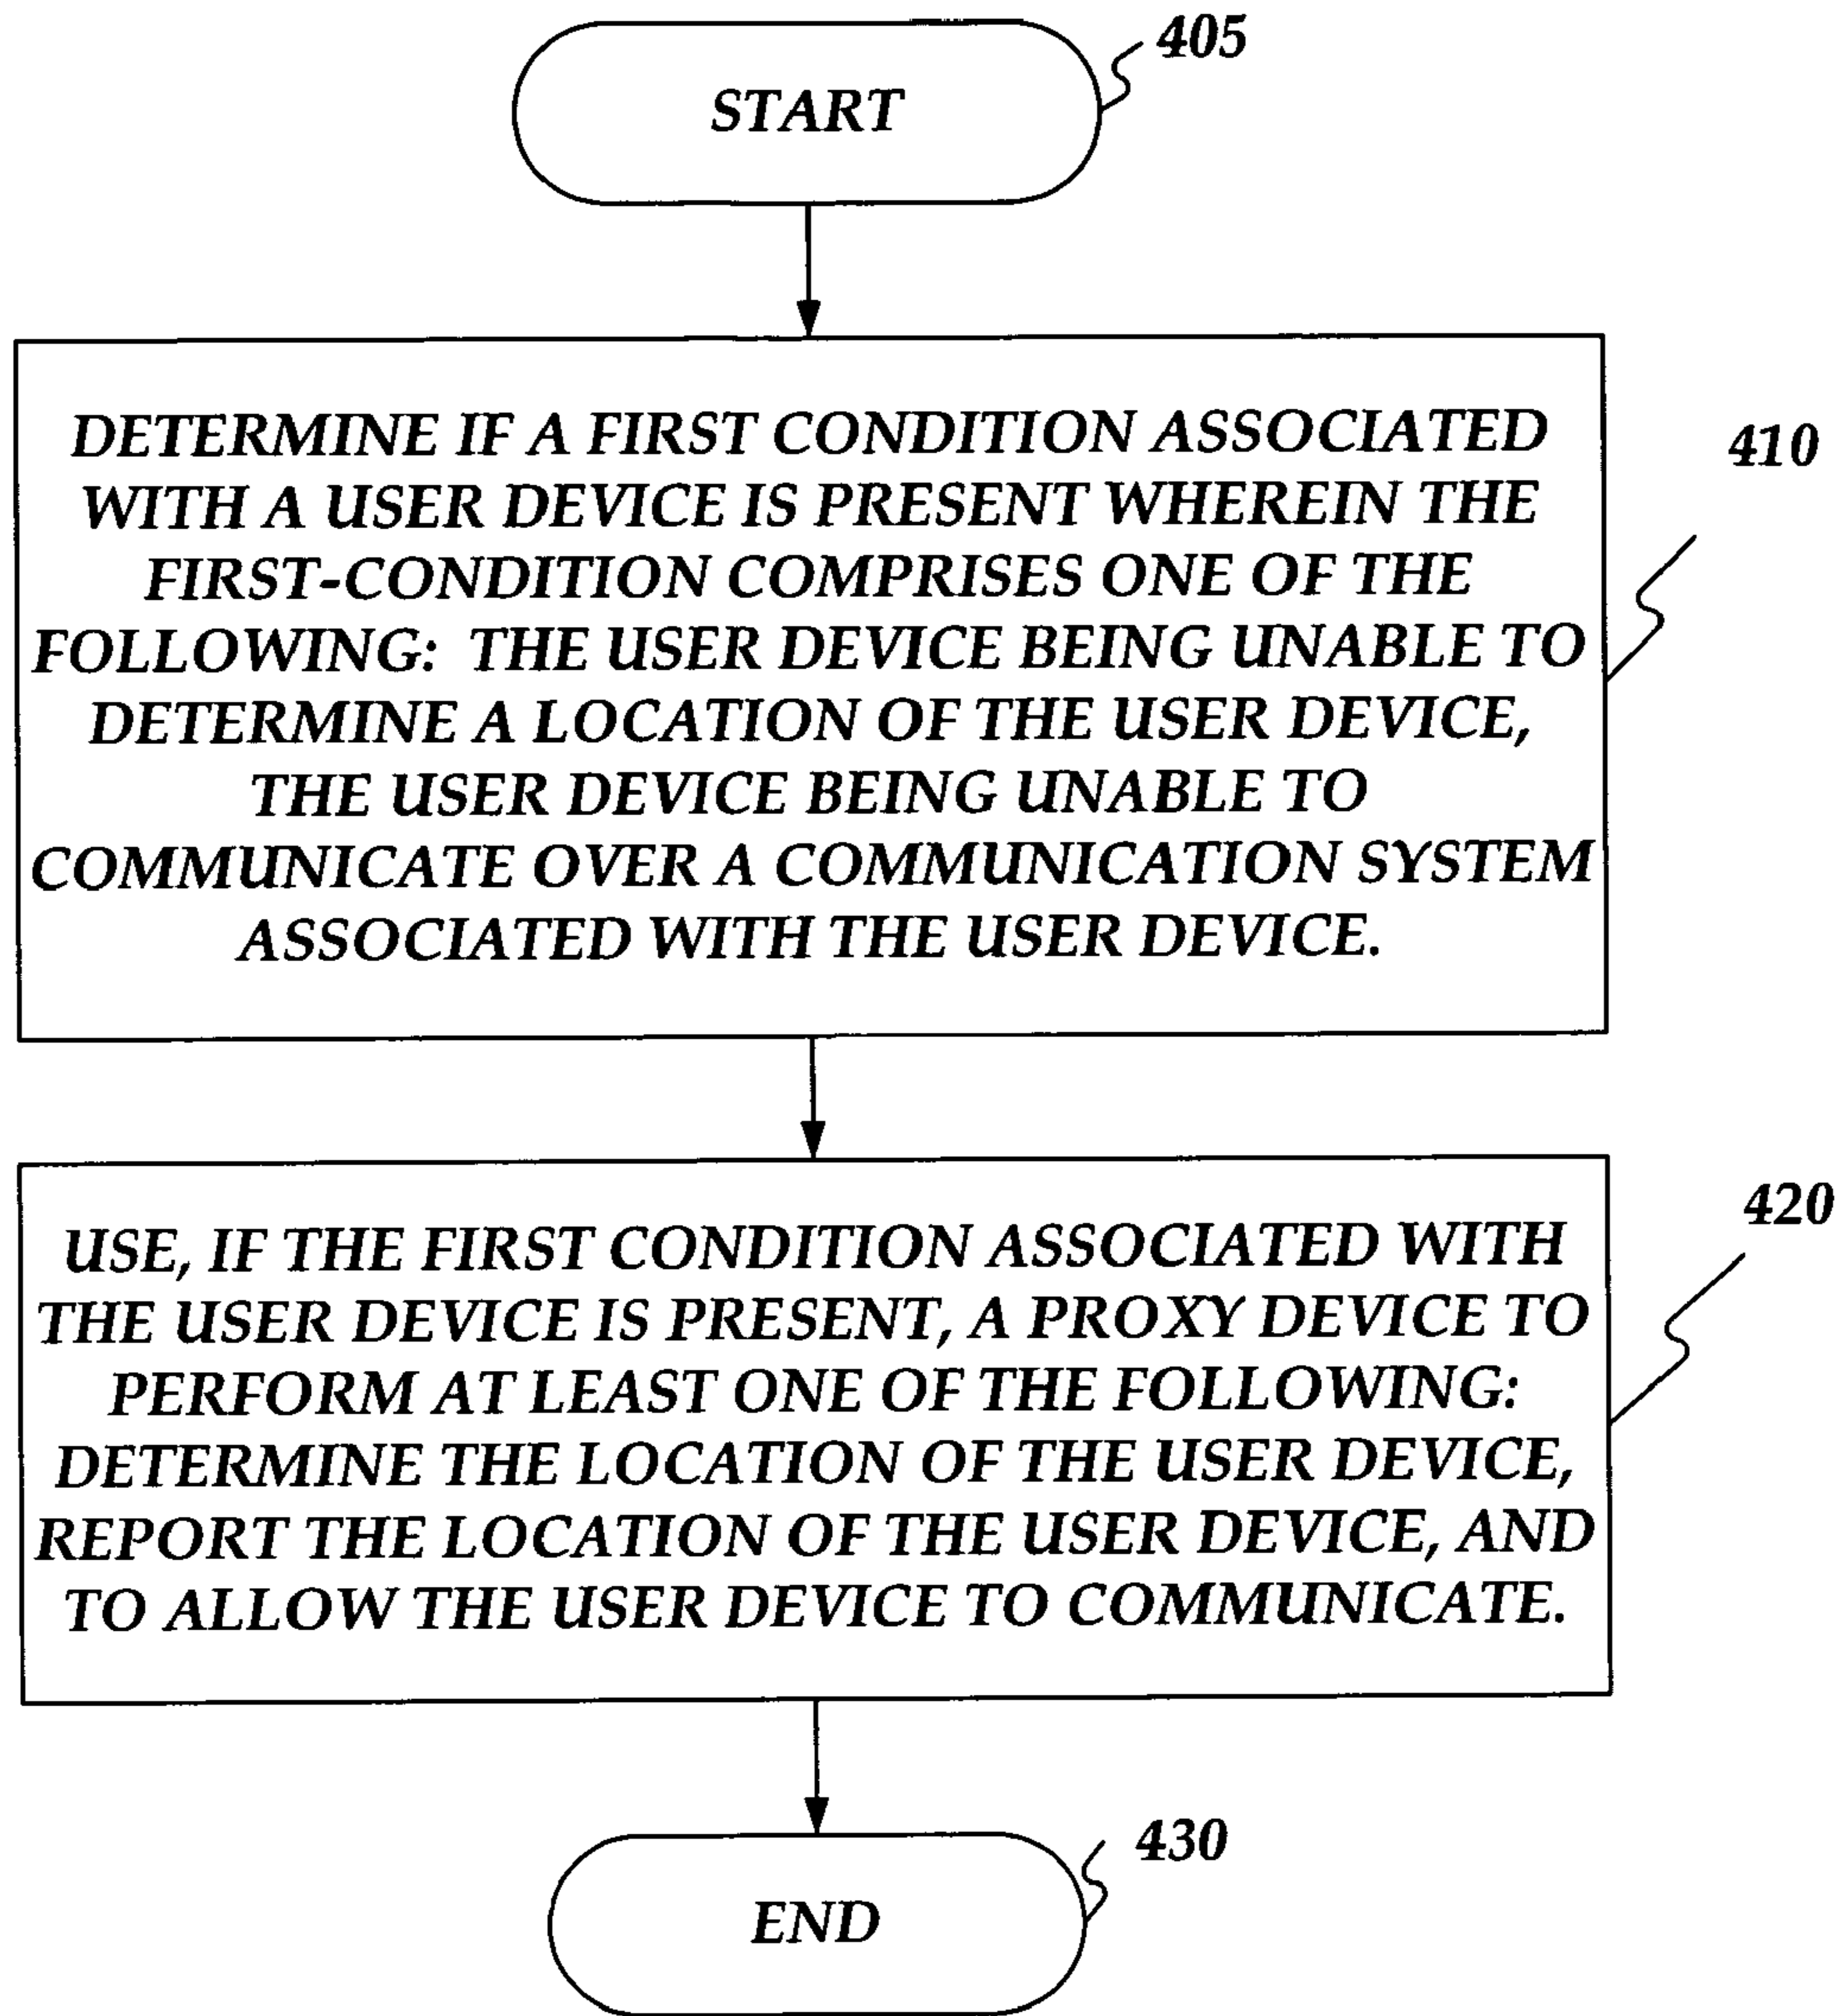 405
START
DETERMINE IF A FIRST CONDITION ASSOCIATED
WITH A USER DEVICE IS PRESENT WHEREIN THE
FIRST-CONDITION COMPRISES ONE OF THE
FOLLOWING: THE USER DEVICE BEING UNABLE TO
DETERMINE A LOCATION OF THE USER DEVICE,
THE USER DEVICE BEING UNABLE TO
COMMUNICATE OVER A COMMUNICATION SYSTEM
ASSOCIATED WITH THE USER DEVICE.
410
USE, IF THE FIRST CONDITION ASSOCIATED WITH
THE USER DEVICE IS PRESENT, A PROXY DEVICE TO
PERFORM AT LEAST ONE OF THE FOLLOWING:
DETERMINE THE LOCATION OF THE USER DEVICE,
REPORT THE LOCATION OF THE USER DEVICE, AND
TO ALLOW THE USER DEVICE TO COMMUNICATE.
420
430
END